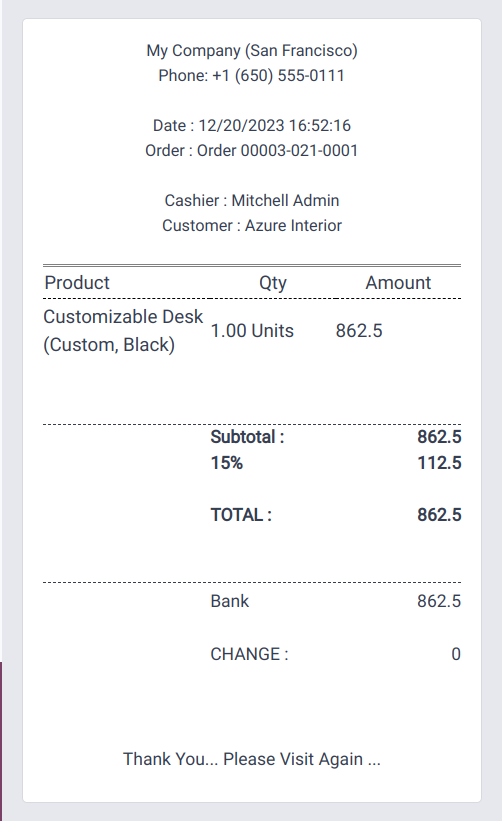 My Company (San Francisco)
Phone: +1 (650) 555-0111
Date : 12/20/2023 16:52:16
Order : Order 00003-021-0001
Cashier : Mitchell Admin
Customer : Azure Interior
Product Qty Amount
Customizable Desk (Custom, Black) 1.00 Units 862.5
Subtotal : 862.5
15% 112.5
TOTAL : 862.5
Bank 862.5
CHANGE : 0
Thank You... Please Visit Again ...